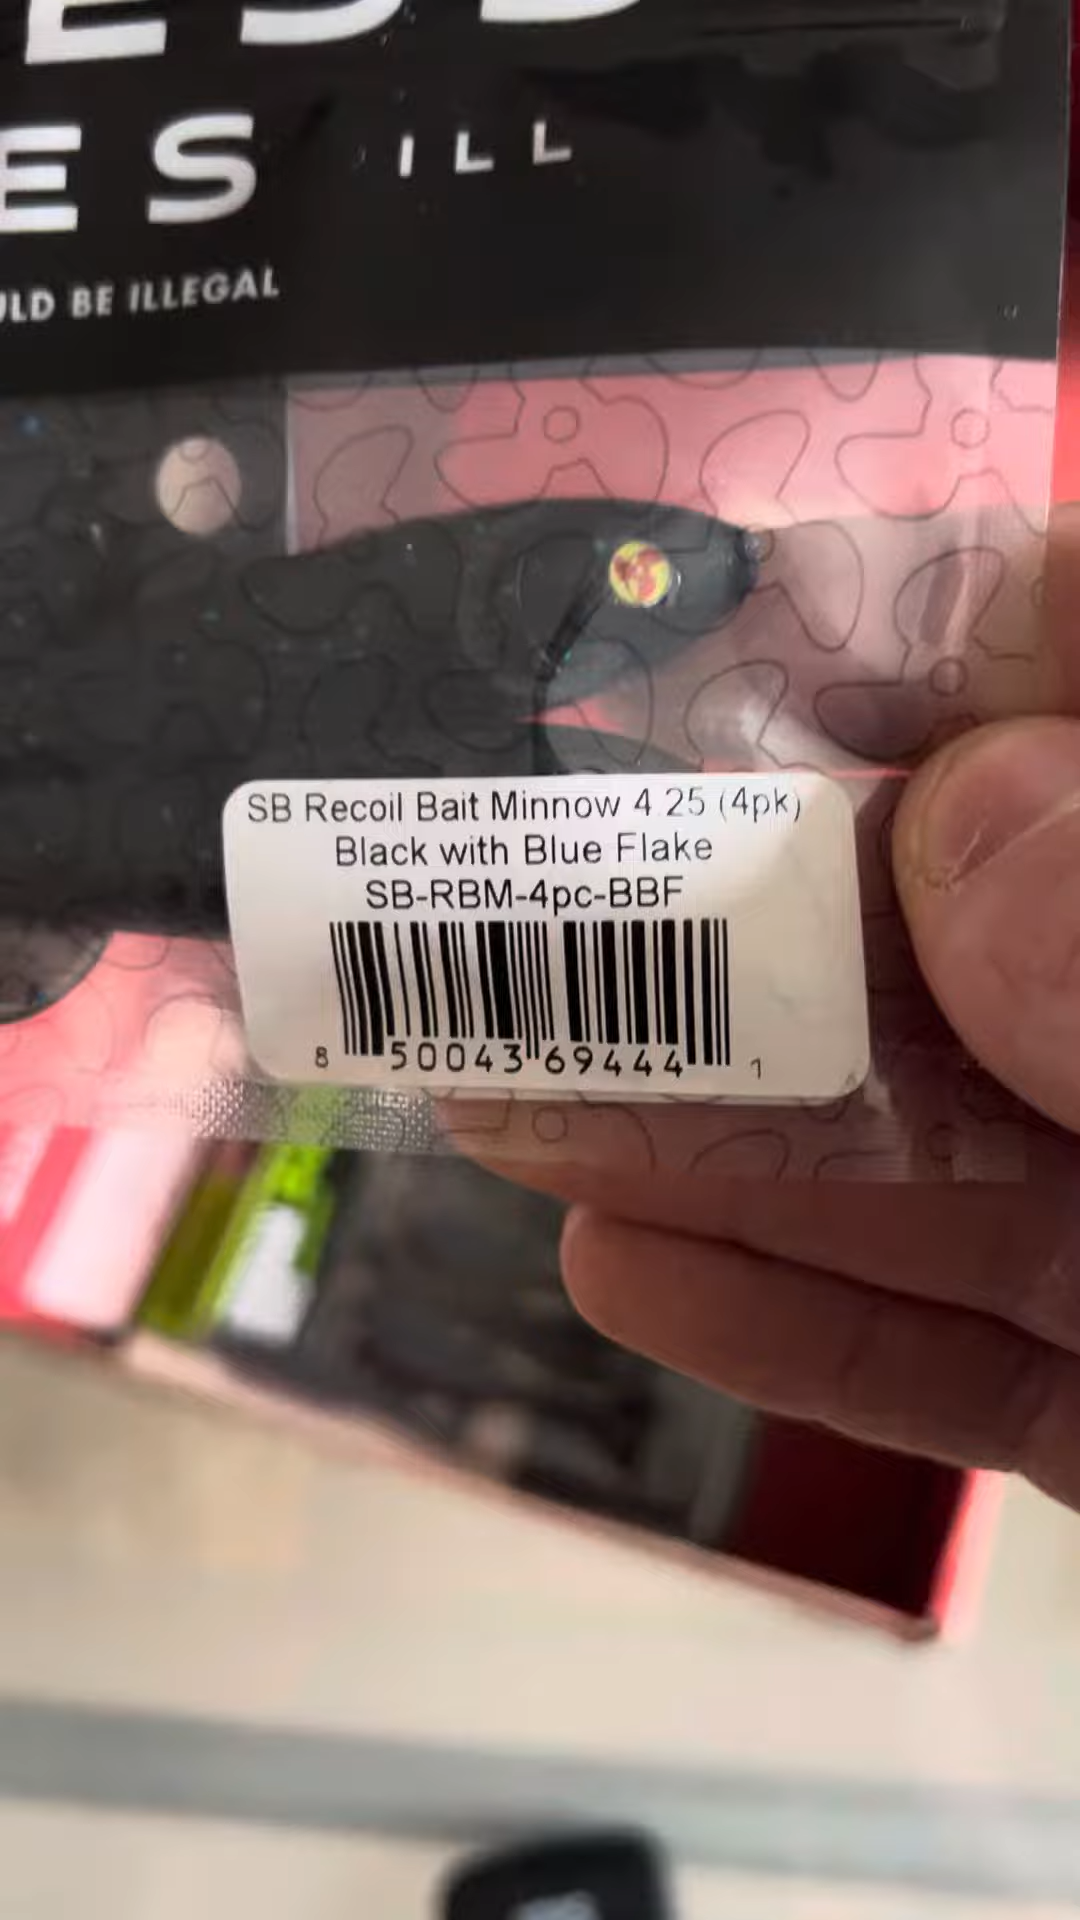 ES ILL
BE ILLEGAL
SB Recoil Bait Minnow 4.25 (4pk)
Black with Blue Flake
SB-RBM-4pc-BBF
8 50043 69444 1